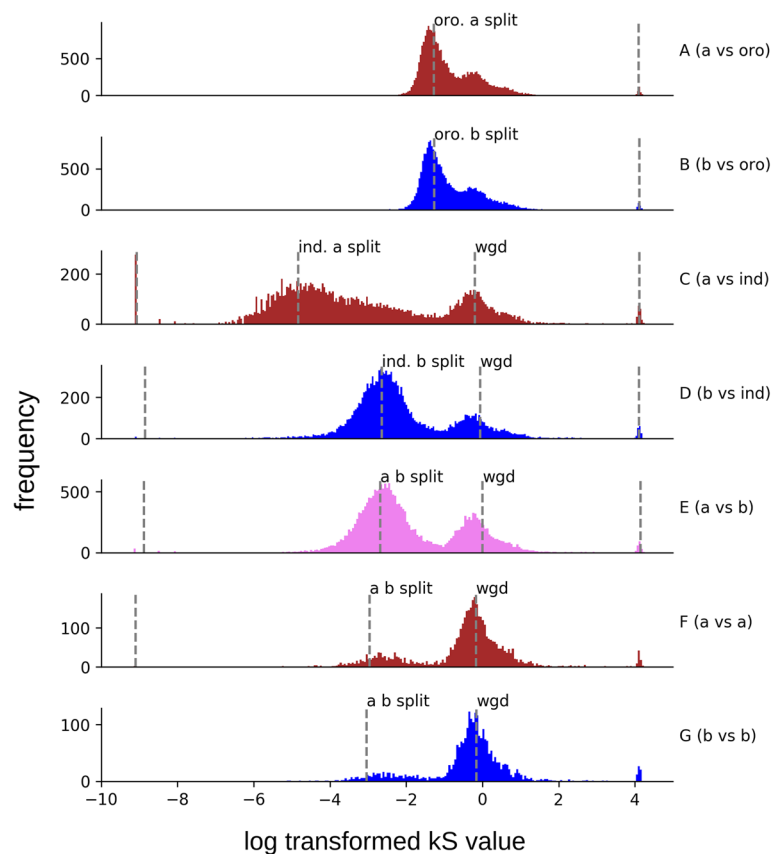 oro. a split
500
0
A (a vs oro)
oro. b split
500
0
B (b vs oro)
ind. a split
wgd
200
0
C (a vs ind)
ind. b split
wgd
200
0
D (b vs ind)
a b split
wgd
500
0
E (a vs b)
a b split
wgd
100
0
F (a vs a)
a b split
wgd
100
0
G (b vs b)
−10 −8 −6 −4 −2 0 2 4
frequency
log transformed kS value